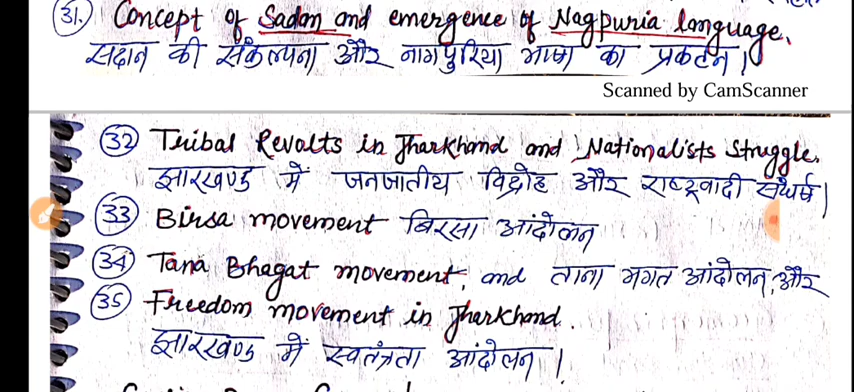 31. Concept of Sadan and emergence of Nagpuria language.
सदान की संकल्पना और नागपुरिया भाषा का प्रकटन।
Scanned by CamScanner
32 Tribal Revolts in Jharkhand and Nationalists Struggle.
झारखण्ड में जनजातीय विद्रोह और राष्ट्रवादी संघर्ष।
33 Birsa movement बिरसा आंदोलन
34 Tana Bhagat movement, and ताना भगत आंदोलन, और
35 Freedom movement in Jharkhand.
झारखण्ड में स्वतंत्रता आंदोलन।